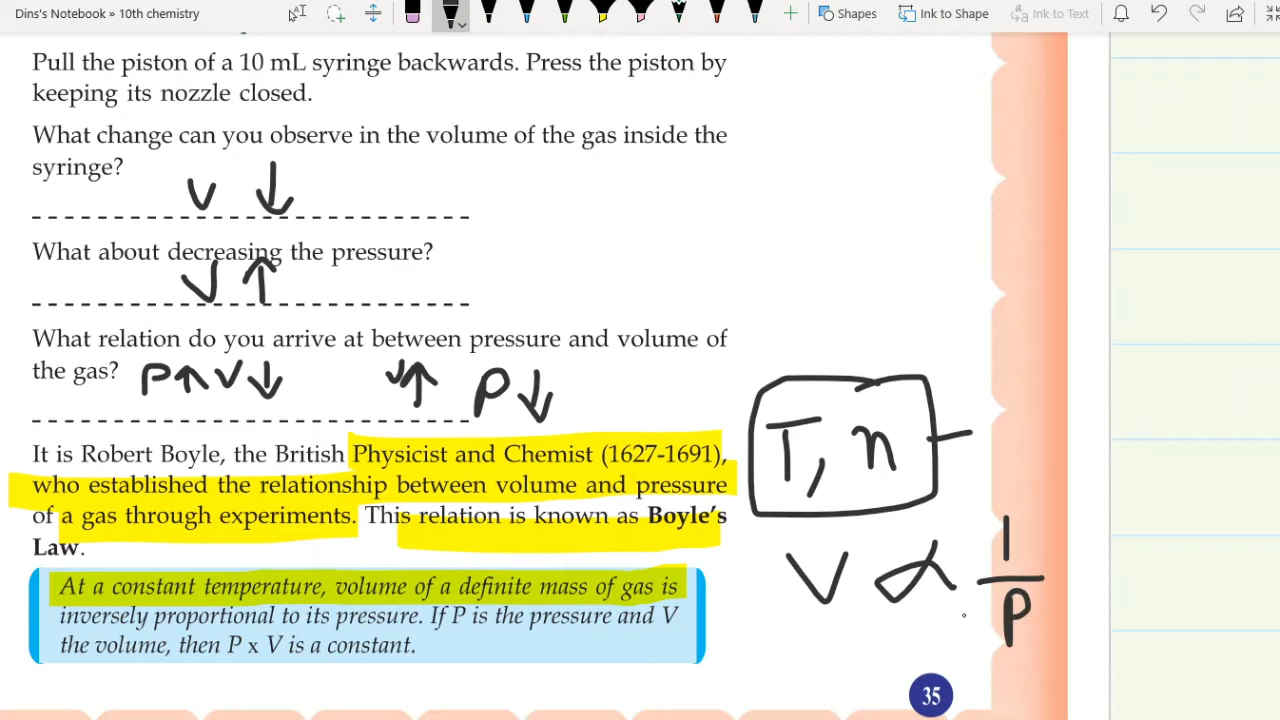 Dins's Notebook » 10th chemistry
Shapes
Ink to Shape
Ink to Text
Pull the piston of a 10 mL syringe backwards. Press the piston by
keeping its nozzle closed.
What change can you observe in the volume of the gas inside the
syringe?
V ↓
What about decreasing the pressure?
V ↑
What relation do you arrive at between pressure and volume of
the gas?
P↑ V↓ V↑ P↓
It is Robert Boyle, the British Physicist and Chemist (1627-1691),
who established the relationship between volume and pressure
of a gas through experiments. This relation is known as Boyle's
Law.
T, n -
V ∝ 1/P
At a constant temperature, volume of a definite mass of gas is
inversely proportional to its pressure. If P is the pressure and V
the volume, then P x V is a constant.
35